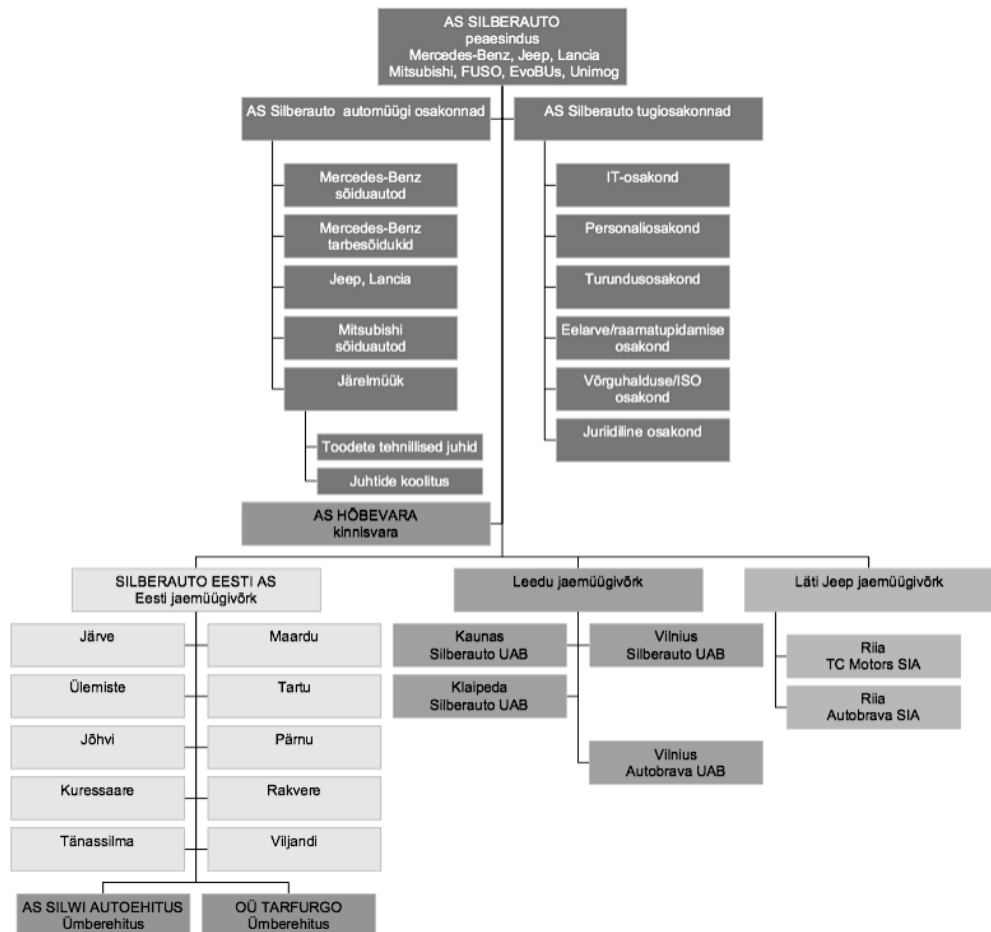 AS SILBERAUTO
peaesindus
Mercedes-Benz, Jeep, Lancia
Mitsubishi, FUSO, EvoBUs, Unimog
AS Silberauto automüügi osakonnad
AS Silberauto tugiosakonnad
Mercedes-Benz
sõiduautod
Mercedes-Benz
tarbesõidukid
Jeep, Lancia
Mitsubishi
sõiduautod
Järelmüük
Toodete tehnillised juhid
Juhtide koolitus
IT-osakond
Personaliosakond
Turundusosakond
Eelarve/raamatupidamise
osakond
Võrguhalduse/ISO
osakond
Juriidiline osakond
AS HÕBEVARA
kinnisvara
SILBERAUTO EESTI AS
Eesti jaemüügivõrk
Järve
Maardu
Ülemiste
Tartu
Jõhvi
Pärnu
Kuressaare
Rakvere
Tänassilma
Viljandi
AS SILWI AUTOEHITUS
Ümberehitus
OÜ TARFURGO
Ümberehitus
Leedu jaemüügivõrk
Kaunas
Silberauto UAB
Vilnius
Silberauto UAB
Klaipeda
Silberauto UAB
Vilnius
Autobrava UAB
Läti Jeep jaemüügivõrk
Riia
TC Motors SIA
Riia
Autobrava SIA